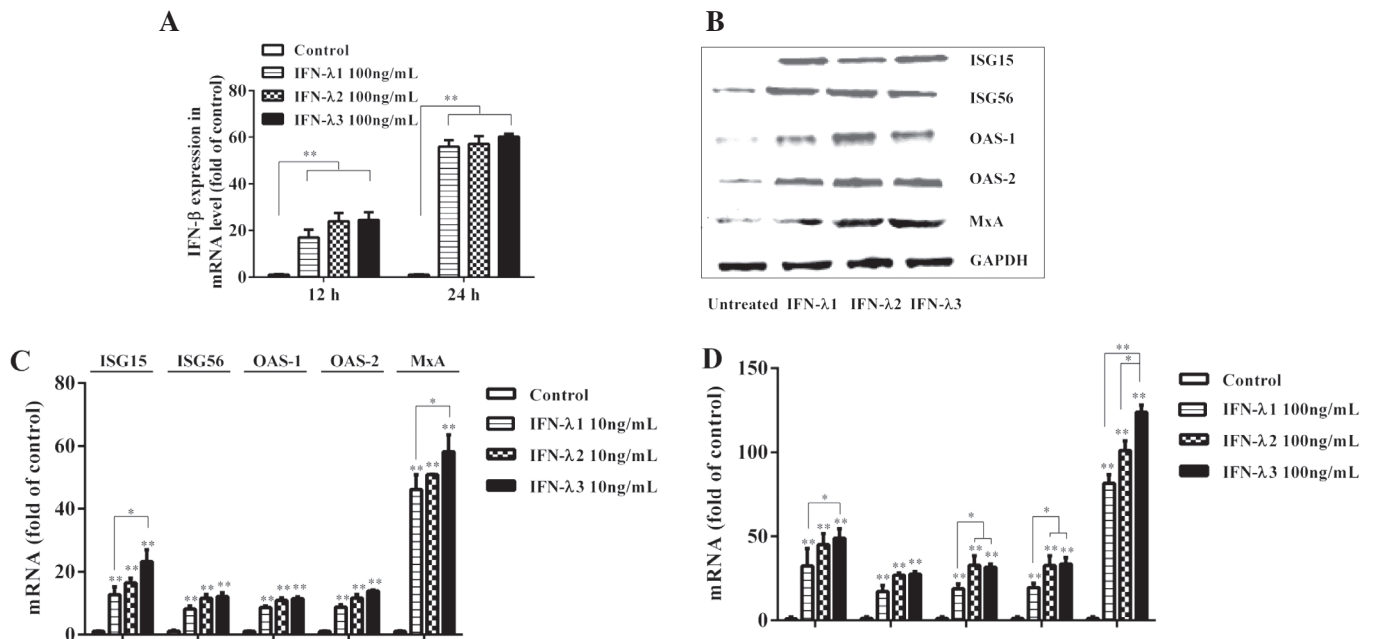 A
Control
IFN-λ1 100ng/mL
IFN-λ2 100ng/mL
IFN-λ3 100ng/mL
IFN-β expression in
mRNA level (fold of control)
80
60
40
20
0
**
**
12 h
24 h
B
ISG15
ISG56
OAS-1
OAS-2
MxA
GAPDH
Untreated IFN-λ1 IFN-λ2 IFN-λ3
C
ISG15 ISG56 OAS-1 OAS-2 MxA
mRNA (fold of control)
80
60
40
20
0
*
** ** **
** ** **
** ** **
** ** **
*
** ** **
Control
IFN-λ1 10ng/mL
IFN-λ2 10ng/mL
IFN-λ3 10ng/mL
D
mRNA (fold of control)
150
100
50
0
*
** ** **
** ** **
*
** ** **
*
** ** **
**
*
** ** **
Control
IFN-λ1 100ng/mL
IFN-λ2 100ng/mL
IFN-λ3 100ng/mL